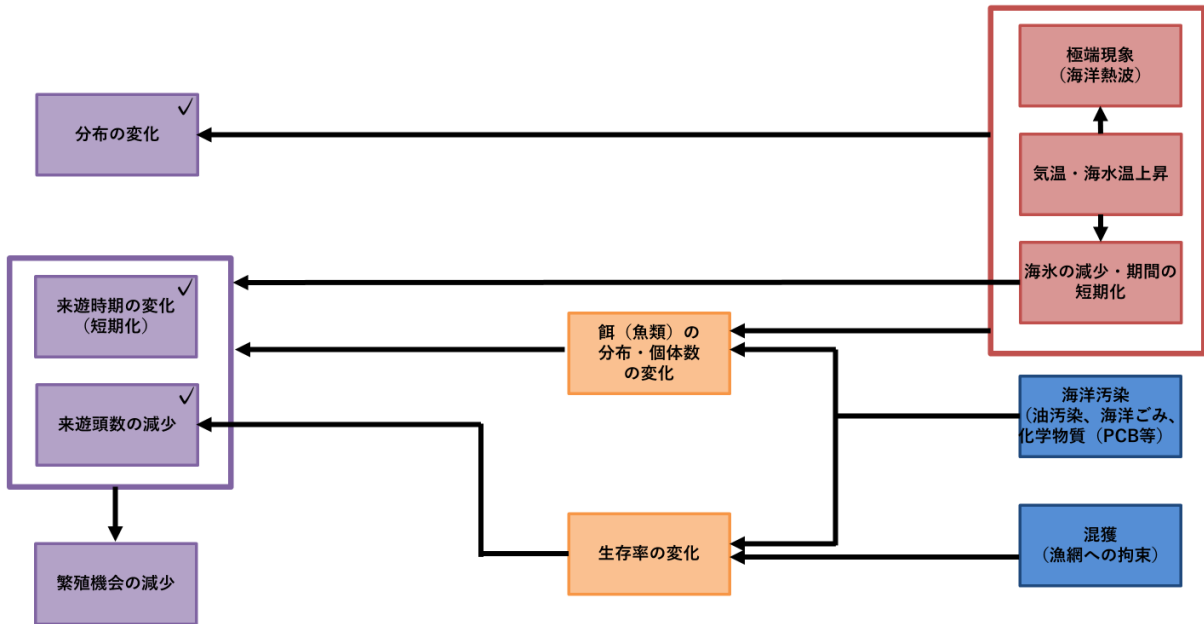 極端現象
（海洋熱波）
分布の変化
気温・海水温上昇
海氷の減少・期間の
短期化
来遊時期の変化
（短期化）
餌（魚類）の
分布・個体数
の変化
来遊頭数の減少
海洋汚染
（油汚染、海洋ごみ、
化学物質（PCB等）
生存率の変化
混獲
（漁網への拘束）
繁殖機会の減少